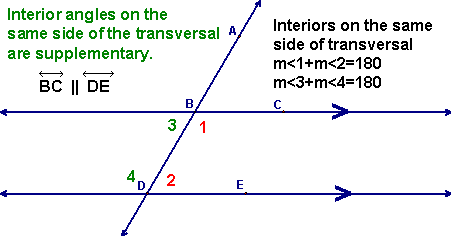 Interior angles on the
same side of the transversal
are supplementary.
BC || DE
Interiors on the same
side of transversal
m<1+m<2=180
m<3+m<4=180
A
B
C
3
1
4
D
2
E